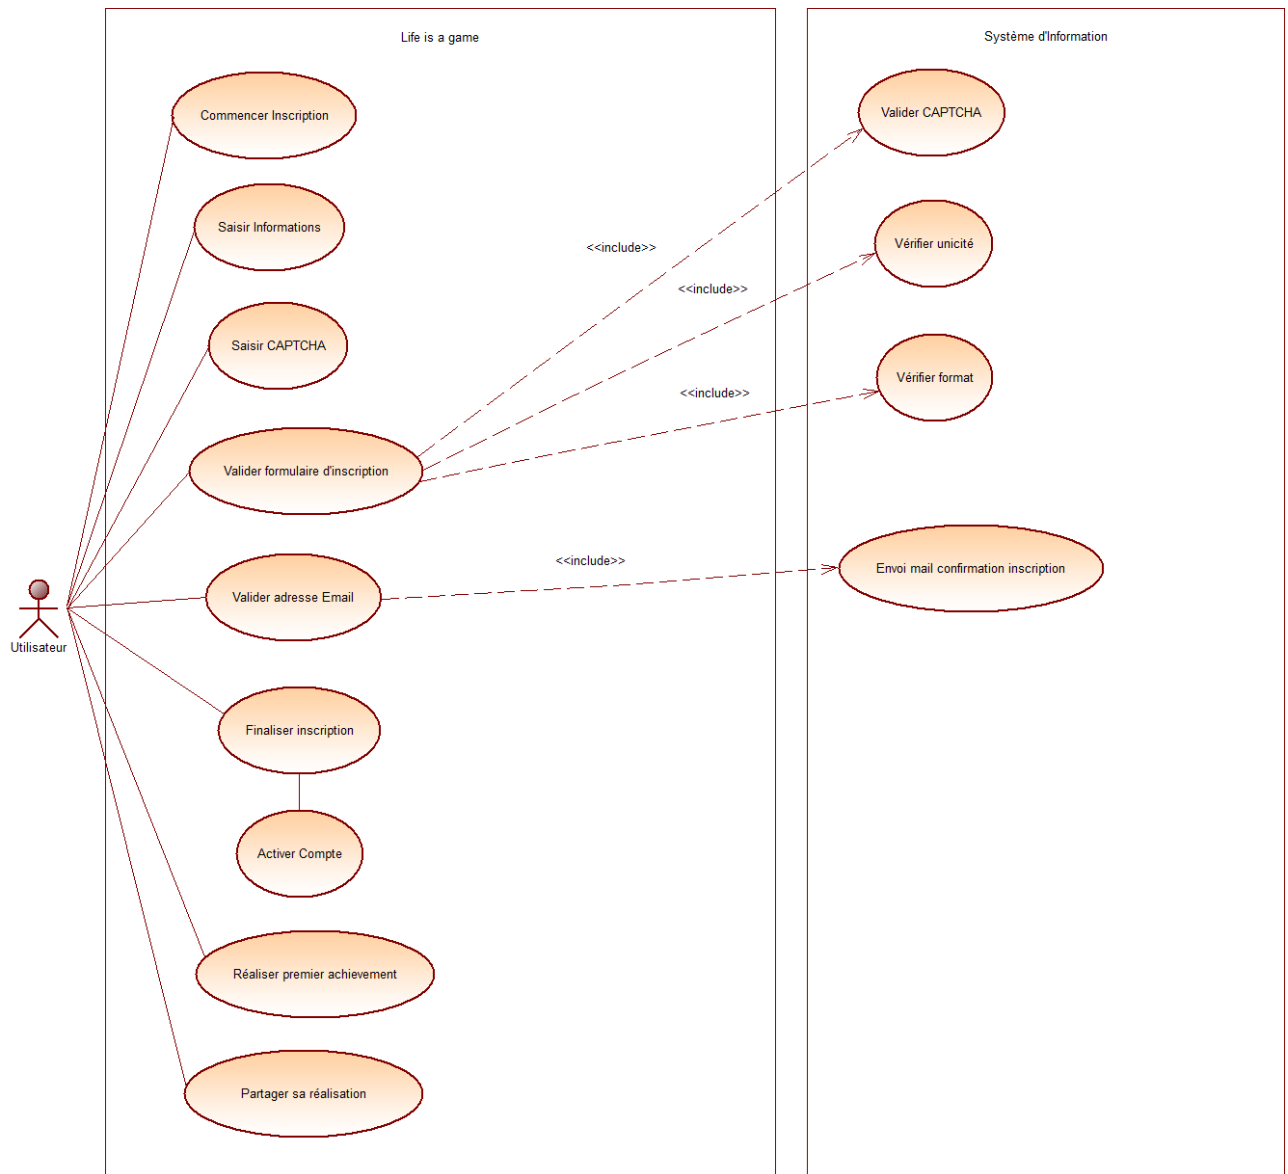 Life is a game
Système d'Information
Commencer Inscription
Valider CAPTCHA
Saisir Informations
Vérifier unicité
<<include>>
<<include>>
Saisir CAPTCHA
Vérifier format
<<include>>
Valider formulaire d'inscription
<<include>>
Envoi mail confirmation inscription
Valider adresse Email
Utilisateur
Finaliser inscription
Activer Compte
Réaliser premier achievement
Partager sa réalisation